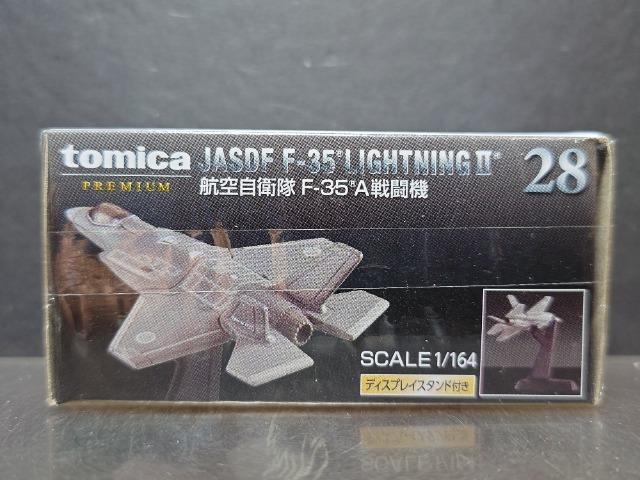 tomica JASDF F-35®LIGHTNING II® 28
PREMIUM 航空自衛隊 F-35®A戦闘機
SCALE 1/164
ディスプレイスタンド付き